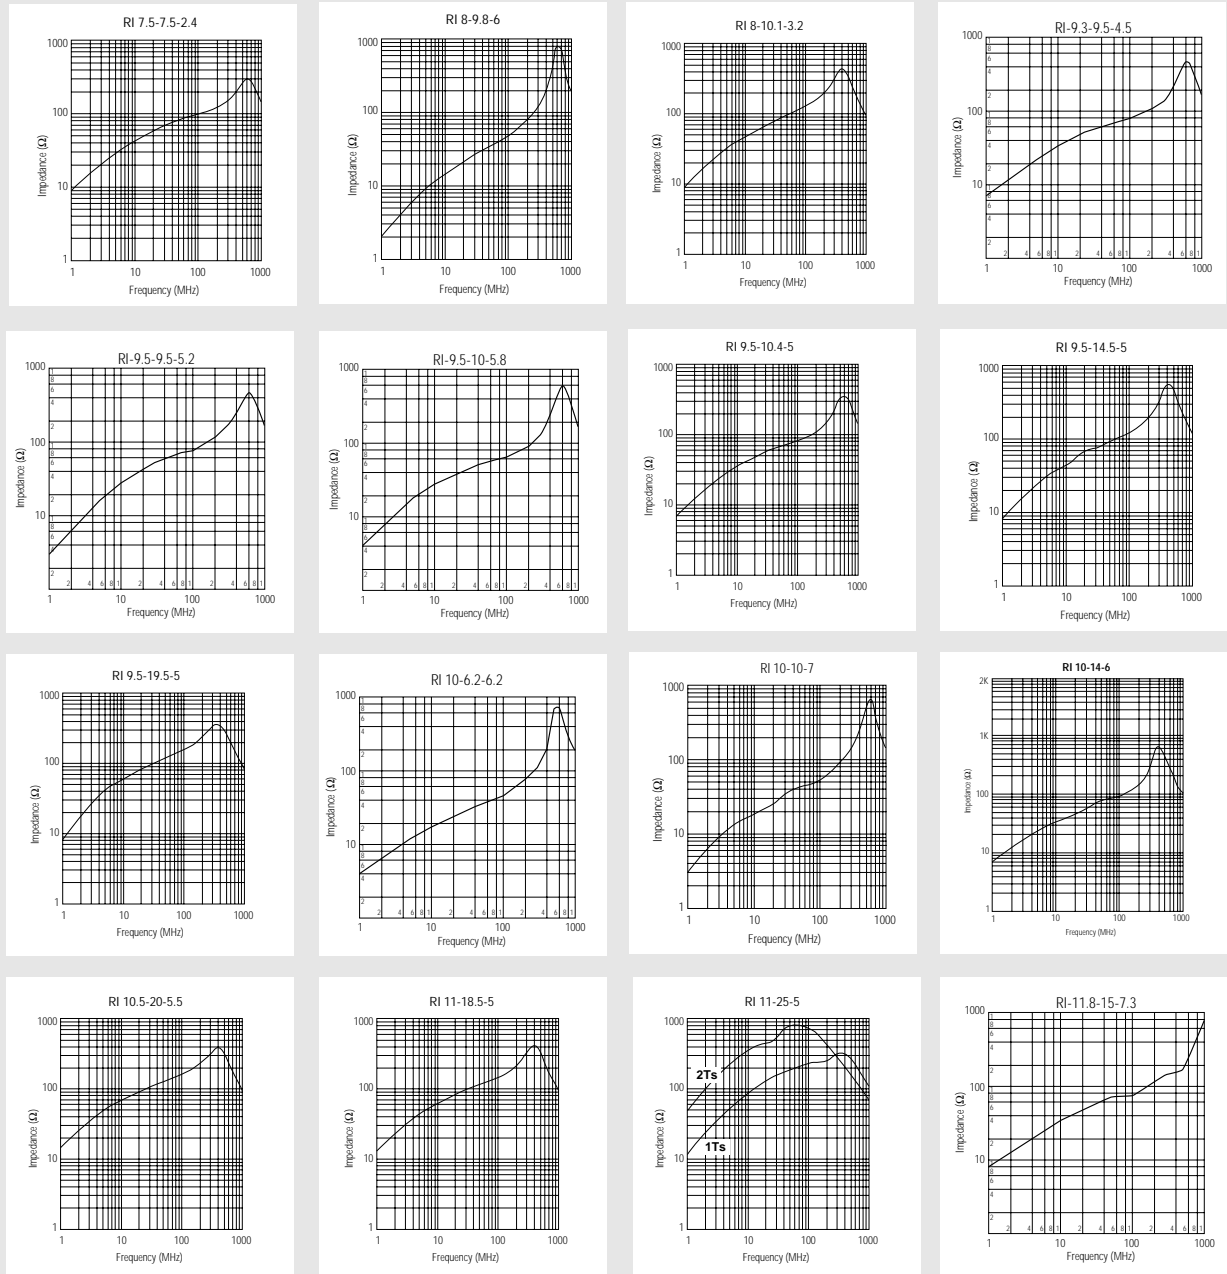 RI 7.5-7.5-2.4
1000
100
10
1
Impedance (Ω)
1 10 100 1000
Frequency (MHz)
RI 8-9.8-6
1000
100
10
1
Impedance (Ω)
1 10 100 1000
Frequency (MHz)
RI 8-10.1-3.2
1000
100
10
1
Impedance (Ω)
1 10 100 1000
Frequency (MHz)
RI-9.3-9.5-4.5
1000
100
10
Impedance (Ω)
1 10 100 1000
Frequency (MHz)
RI-9.5-9.5-5.2
1000
100
10
Impedance (Ω)
1 10 100 1000
Frequency (MHz)
RI-9.5-10-5.8
1000
100
10
Impedance (Ω)
1 10 100 1000
Frequency (MHz)
RI 9.5-10.4-5
1000
100
10
1
Impedance (Ω)
1 10 100 1000
Frequency (MHz)
RI 9.5-14.5-5
1000
100
10
1
Impedance (Ω)
1 10 100 1000
Frequency (MHz)
RI 9.5-19.5-5
1000
100
10
1
Impedance (Ω)
1 10 100 1000
Frequency (MHz)
RI 10-6.2-6.2
1000
100
10
Impedance (Ω)
1 10 100 1000
Frequency (MHz)
RI 10-10-7
1000
100
10
1
Impedance (Ω)
1 10 100 1000
Frequency (MHz)
RI 10-14-6
2K
1K
100
10
1
Impedance (Ω)
1 10 100 1000
Frequency (MHz)
RI 10.5-20-5.5
1000
100
10
1
Impedance (Ω)
1 10 100 1000
Frequency (MHz)
RI 11-18.5-5
1000
100
10
1
Impedance (Ω)
1 10 100 1000
Frequency (MHz)
RI 11-25-5
1000
100
10
1
Impedance (Ω)
2Ts
1Ts
1 10 100 1000
Frequency (MHz)
RI-11.8-15-7.3
1000
100
10
Impedance (Ω)
1 10 100 1000
Frequency (MHz)